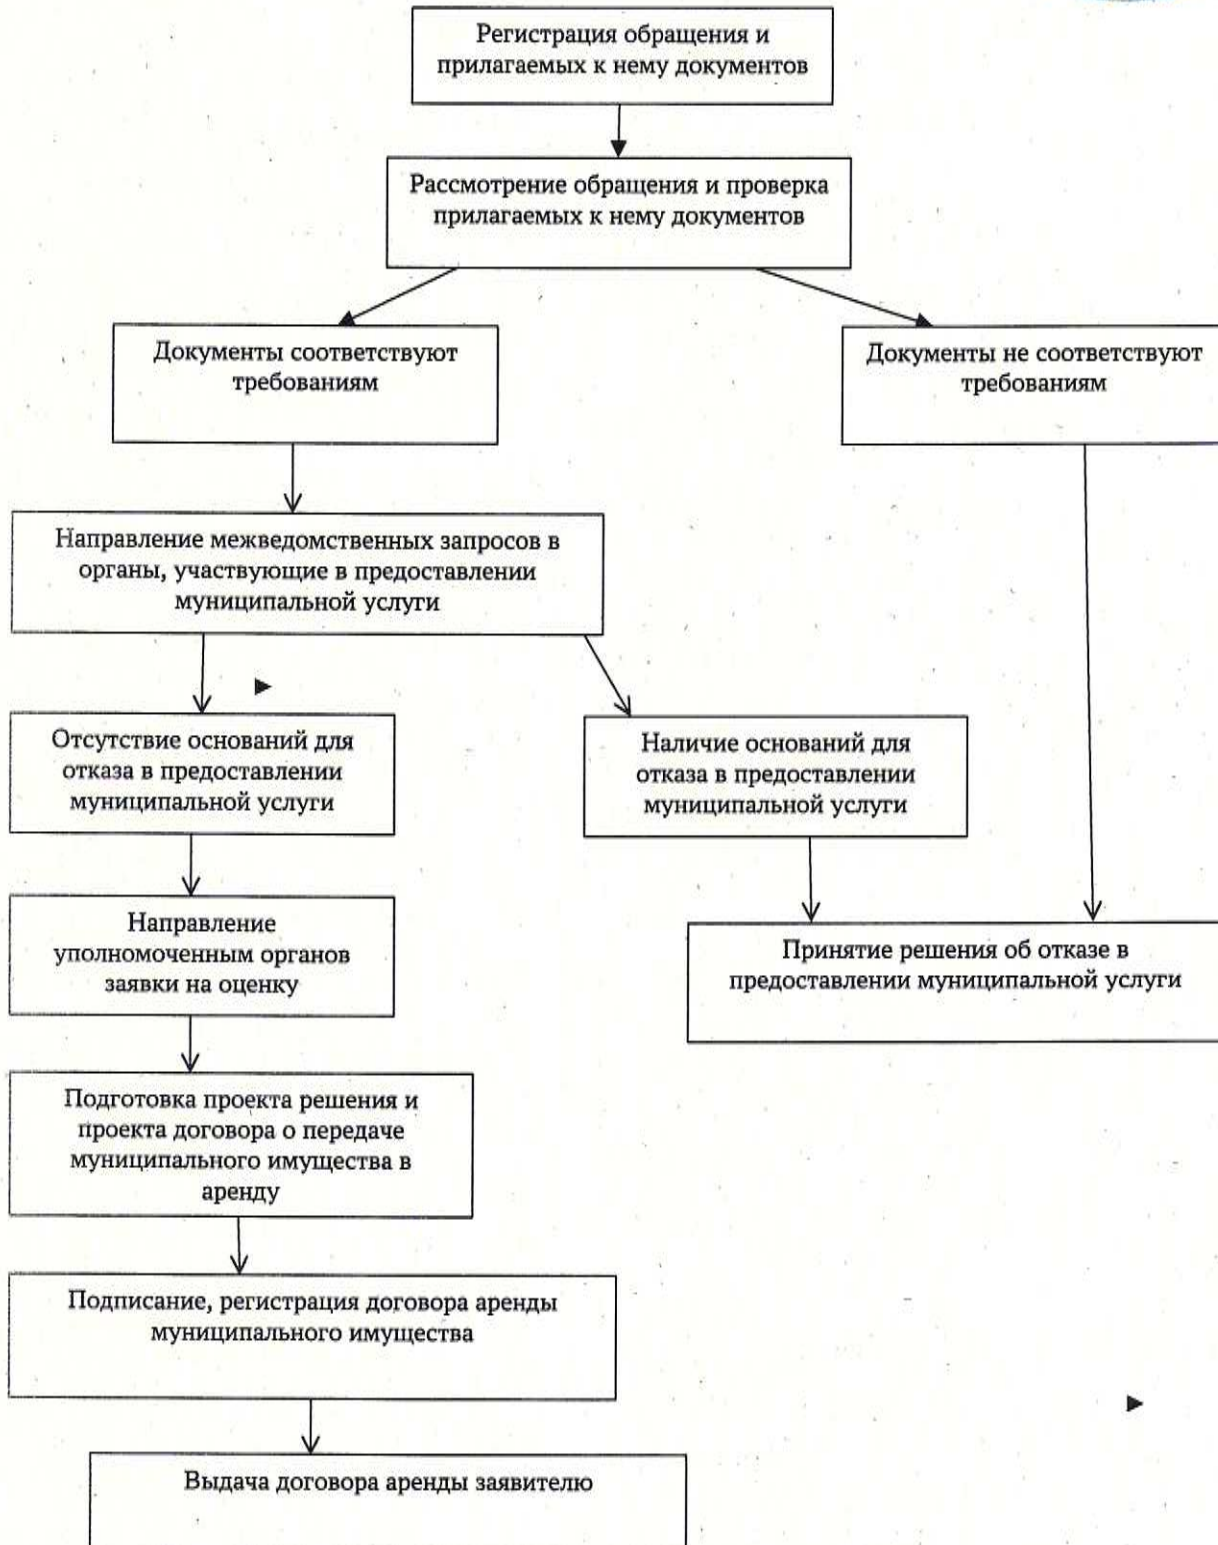 Регистрация обращения и
прилагаемых к нему документов
Рассмотрение обращения и проверка
прилагаемых к нему документов
Документы соответствуют
требованиям
Документы не соответствуют
требованиям
Направление межведомственных запросов в
органы, участвующие в предоставлении
муниципальной услуги
Отсутствие оснований для
отказа в предоставлении
муниципальной услуги
Наличие оснований для
отказа в предоставлении
муниципальной услуги
Направление
уполномоченным органов
заявки на оценку
Принятие решения об отказе в
предоставлении муниципальной услуги
Подготовка проекта решения и
проекта договора о передаче
муниципального имущества в
аренду
Подписание, регистрация договора аренды
муниципального имущества
Выдача договора аренды заявителю